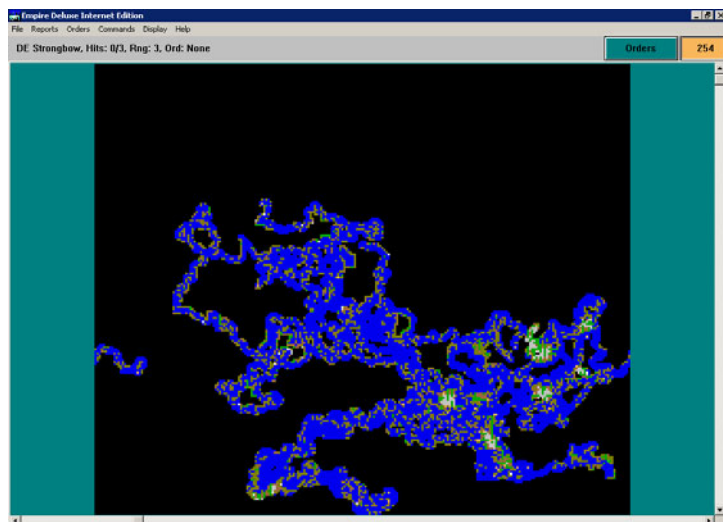 Empire Deluxe Internet Edition
File Reports Orders Commands Display Help
DE Strongbow, Hits: 0/3, Rng: 3, Ord: None Orders 254